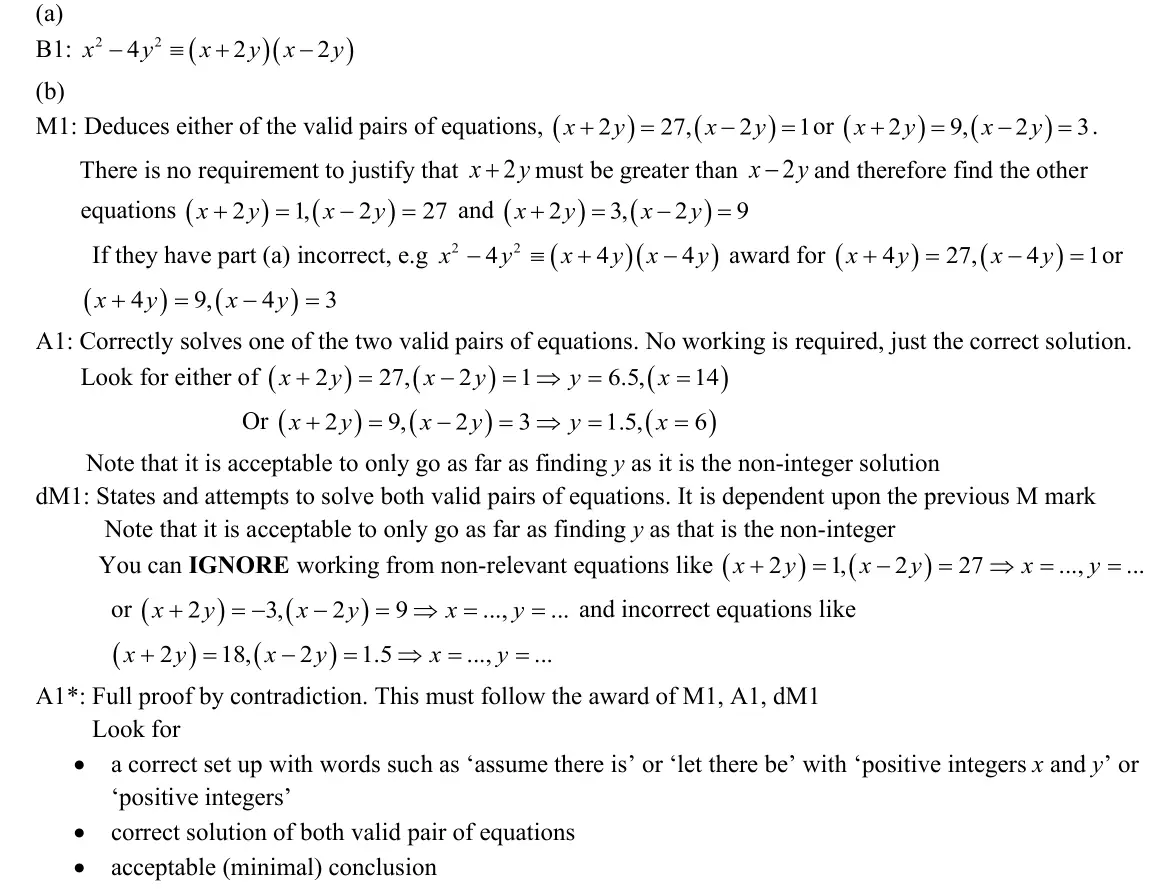 (a)
B1: x² − 4y² ≡ (x + 2y)(x − 2y)
(b)
M1: Deduces either of the valid pairs of equations, (x + 2y) = 27, (x − 2y) = 1 or (x + 2y) = 9, (x − 2y) = 3.
There is no requirement to justify that x + 2y must be greater than x − 2y and therefore find the other
equations (x + 2y) = 1, (x − 2y) = 27 and (x + 2y) = 3, (x − 2y) = 9
If they have part (a) incorrect, e.g x² − 4y² ≡ (x + 4y)(x − 4y) award for (x + 4y) = 27, (x − 4y) = 1 or
(x + 4y) = 9, (x − 4y) = 3
A1: Correctly solves one of the two valid pairs of equations. No working is required, just the correct solution.
Look for either of (x + 2y) = 27, (x − 2y) = 1 ⇒ y = 6.5, (x = 14)
Or (x + 2y) = 9, (x − 2y) = 3 ⇒ y = 1.5, (x = 6)
Note that it is acceptable to only go as far as finding y as it is the non-integer solution
dM1: States and attempts to solve both valid pairs of equations. It is dependent upon the previous M mark
Note that it is acceptable to only go as far as finding y as that is the non-integer
You can IGNORE working from non-relevant equations like (x + 2y) = 1, (x − 2y) = 27 ⇒ x = ..., y = ...
or (x + 2y) = −3, (x − 2y) = 9 ⇒ x = ..., y = ... and incorrect equations like
(x + 2y) = 18, (x − 2y) = 1.5 ⇒ x = ..., y = ...
A1*: Full proof by contradiction. This must follow the award of M1, A1, dM1
Look for
• a correct set up with words such as ‘assume there is’ or ‘let there be’ with ‘positive integers x and y’ or
‘positive integers’
• correct solution of both valid pair of equations
• acceptable (minimal) conclusion